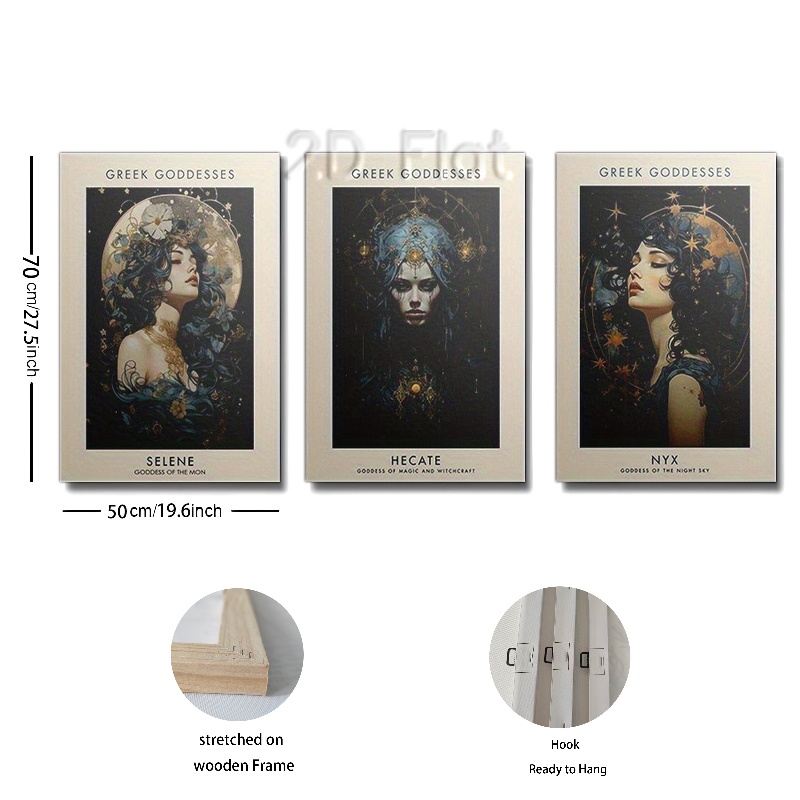 2D Flat
GREEK GODDESSES
SELENE
GODDESS OF THE MON
GREEK GODDESSES
HECATE
GODDESS OF MAGIC AND WITCHCRAFT
GREEK GODDESSES
NYX
GODDESS OF THE NIGHT SKY
70 cm/27.5inch
50 cm/19.6inch
stretched on
wooden Frame
Hook
Ready to Hang